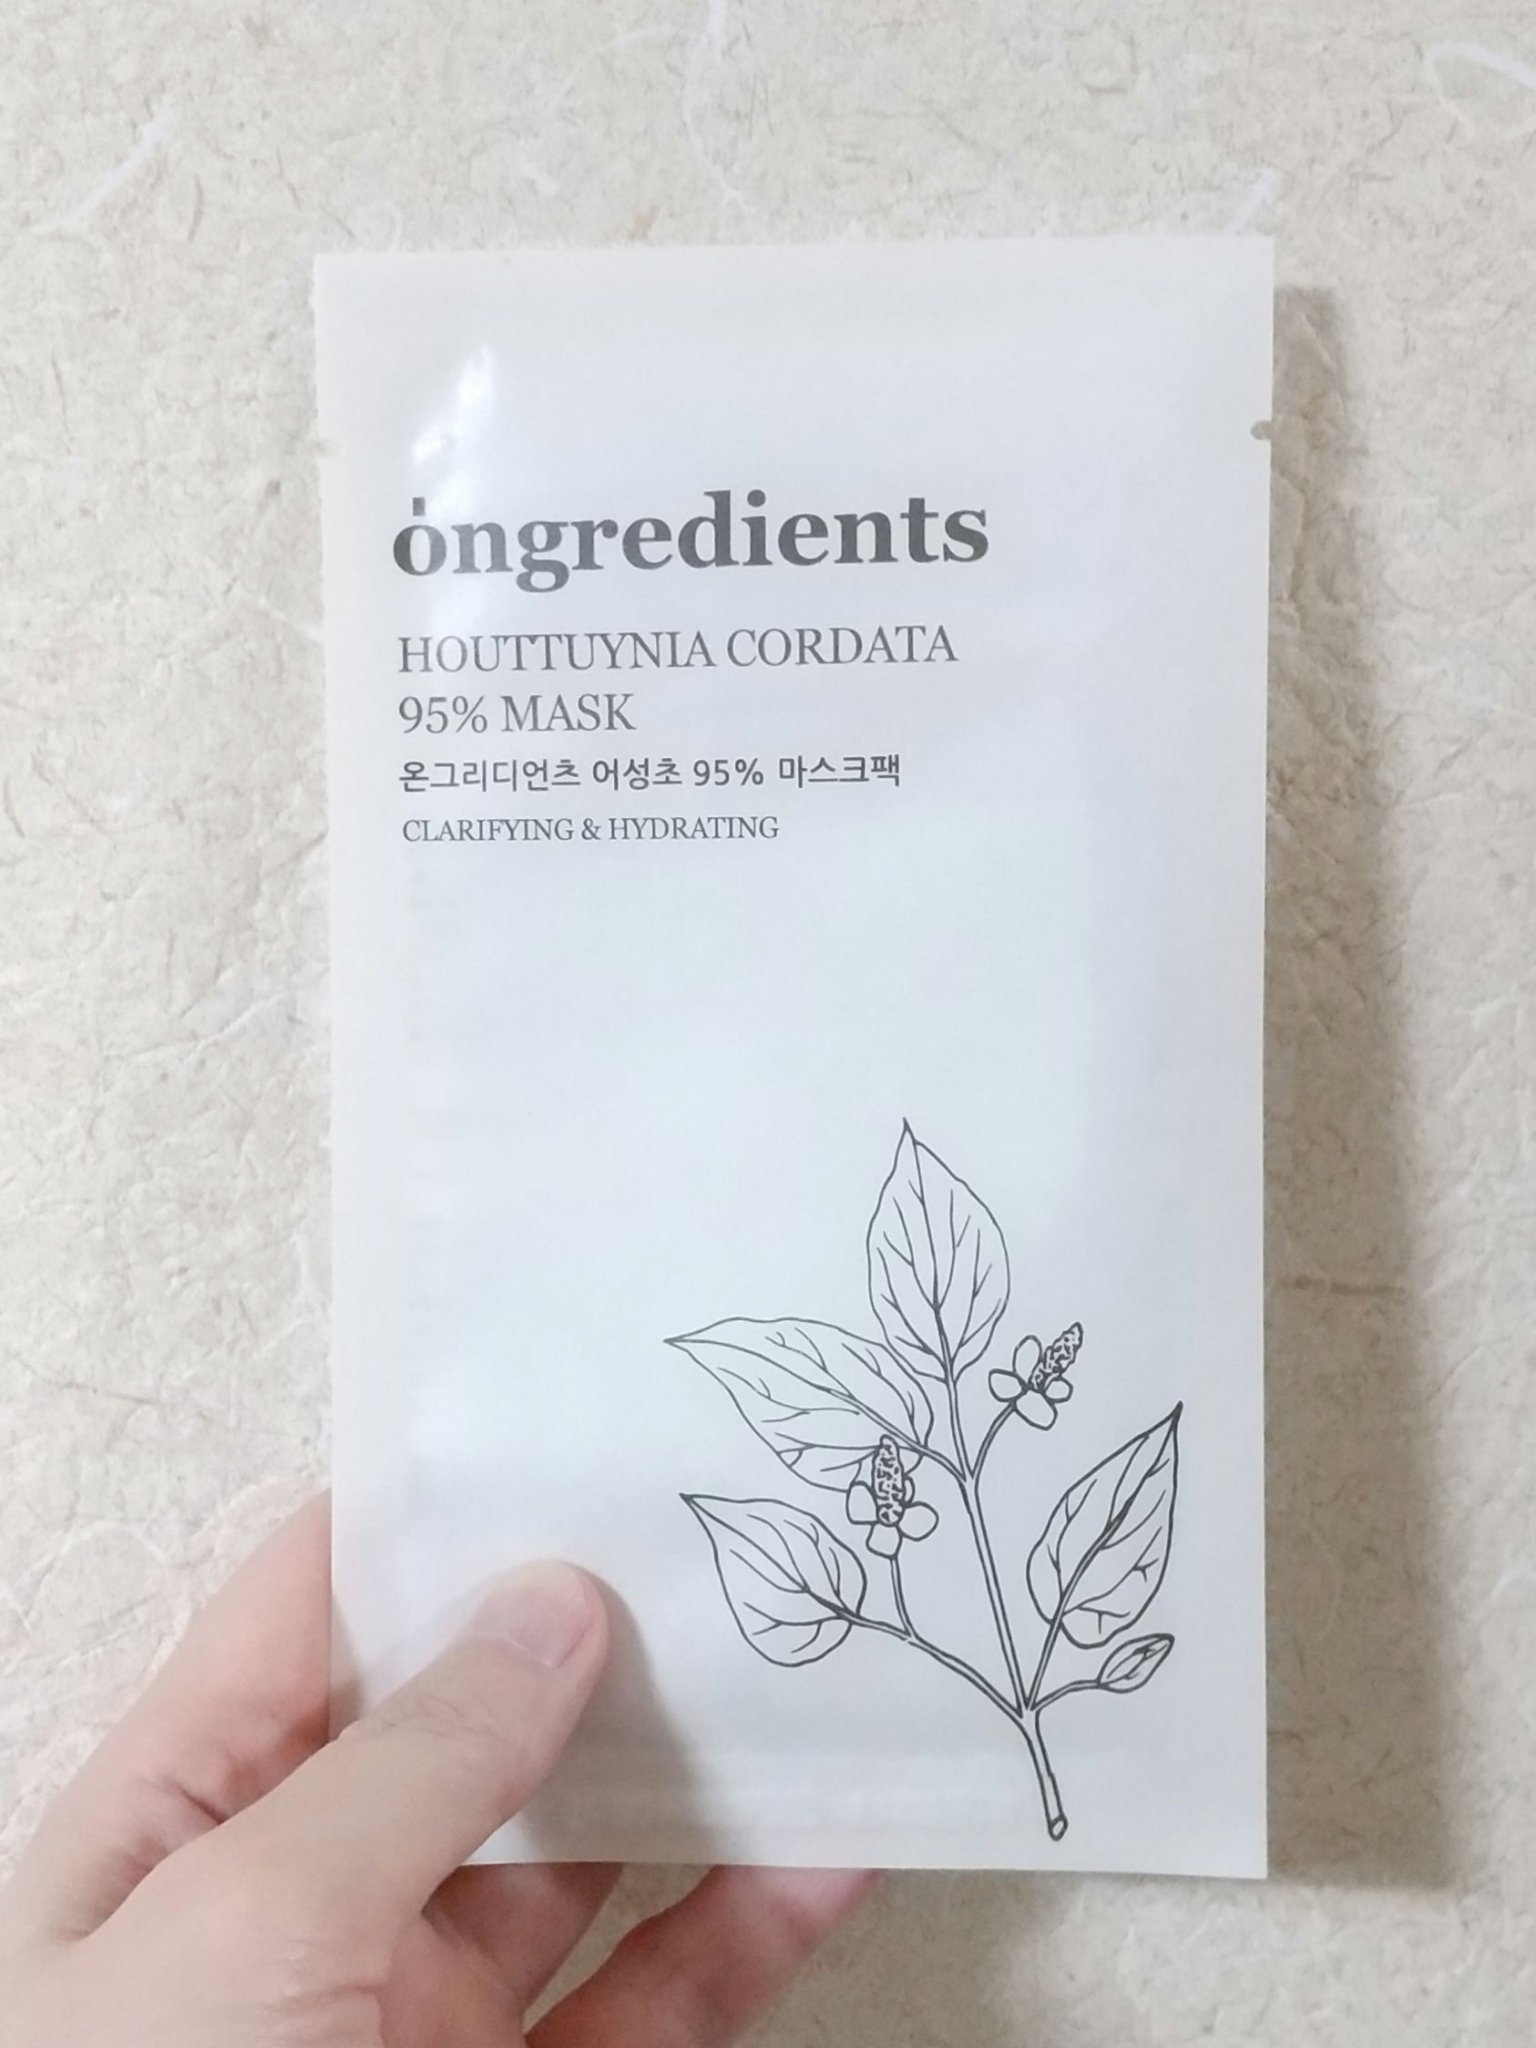 ongredients
HOUTTUYNIA CORDATA
95% MASK
온그리디언츠 어성초 95% 마스크팩
CLARIFYING & HYDRATING